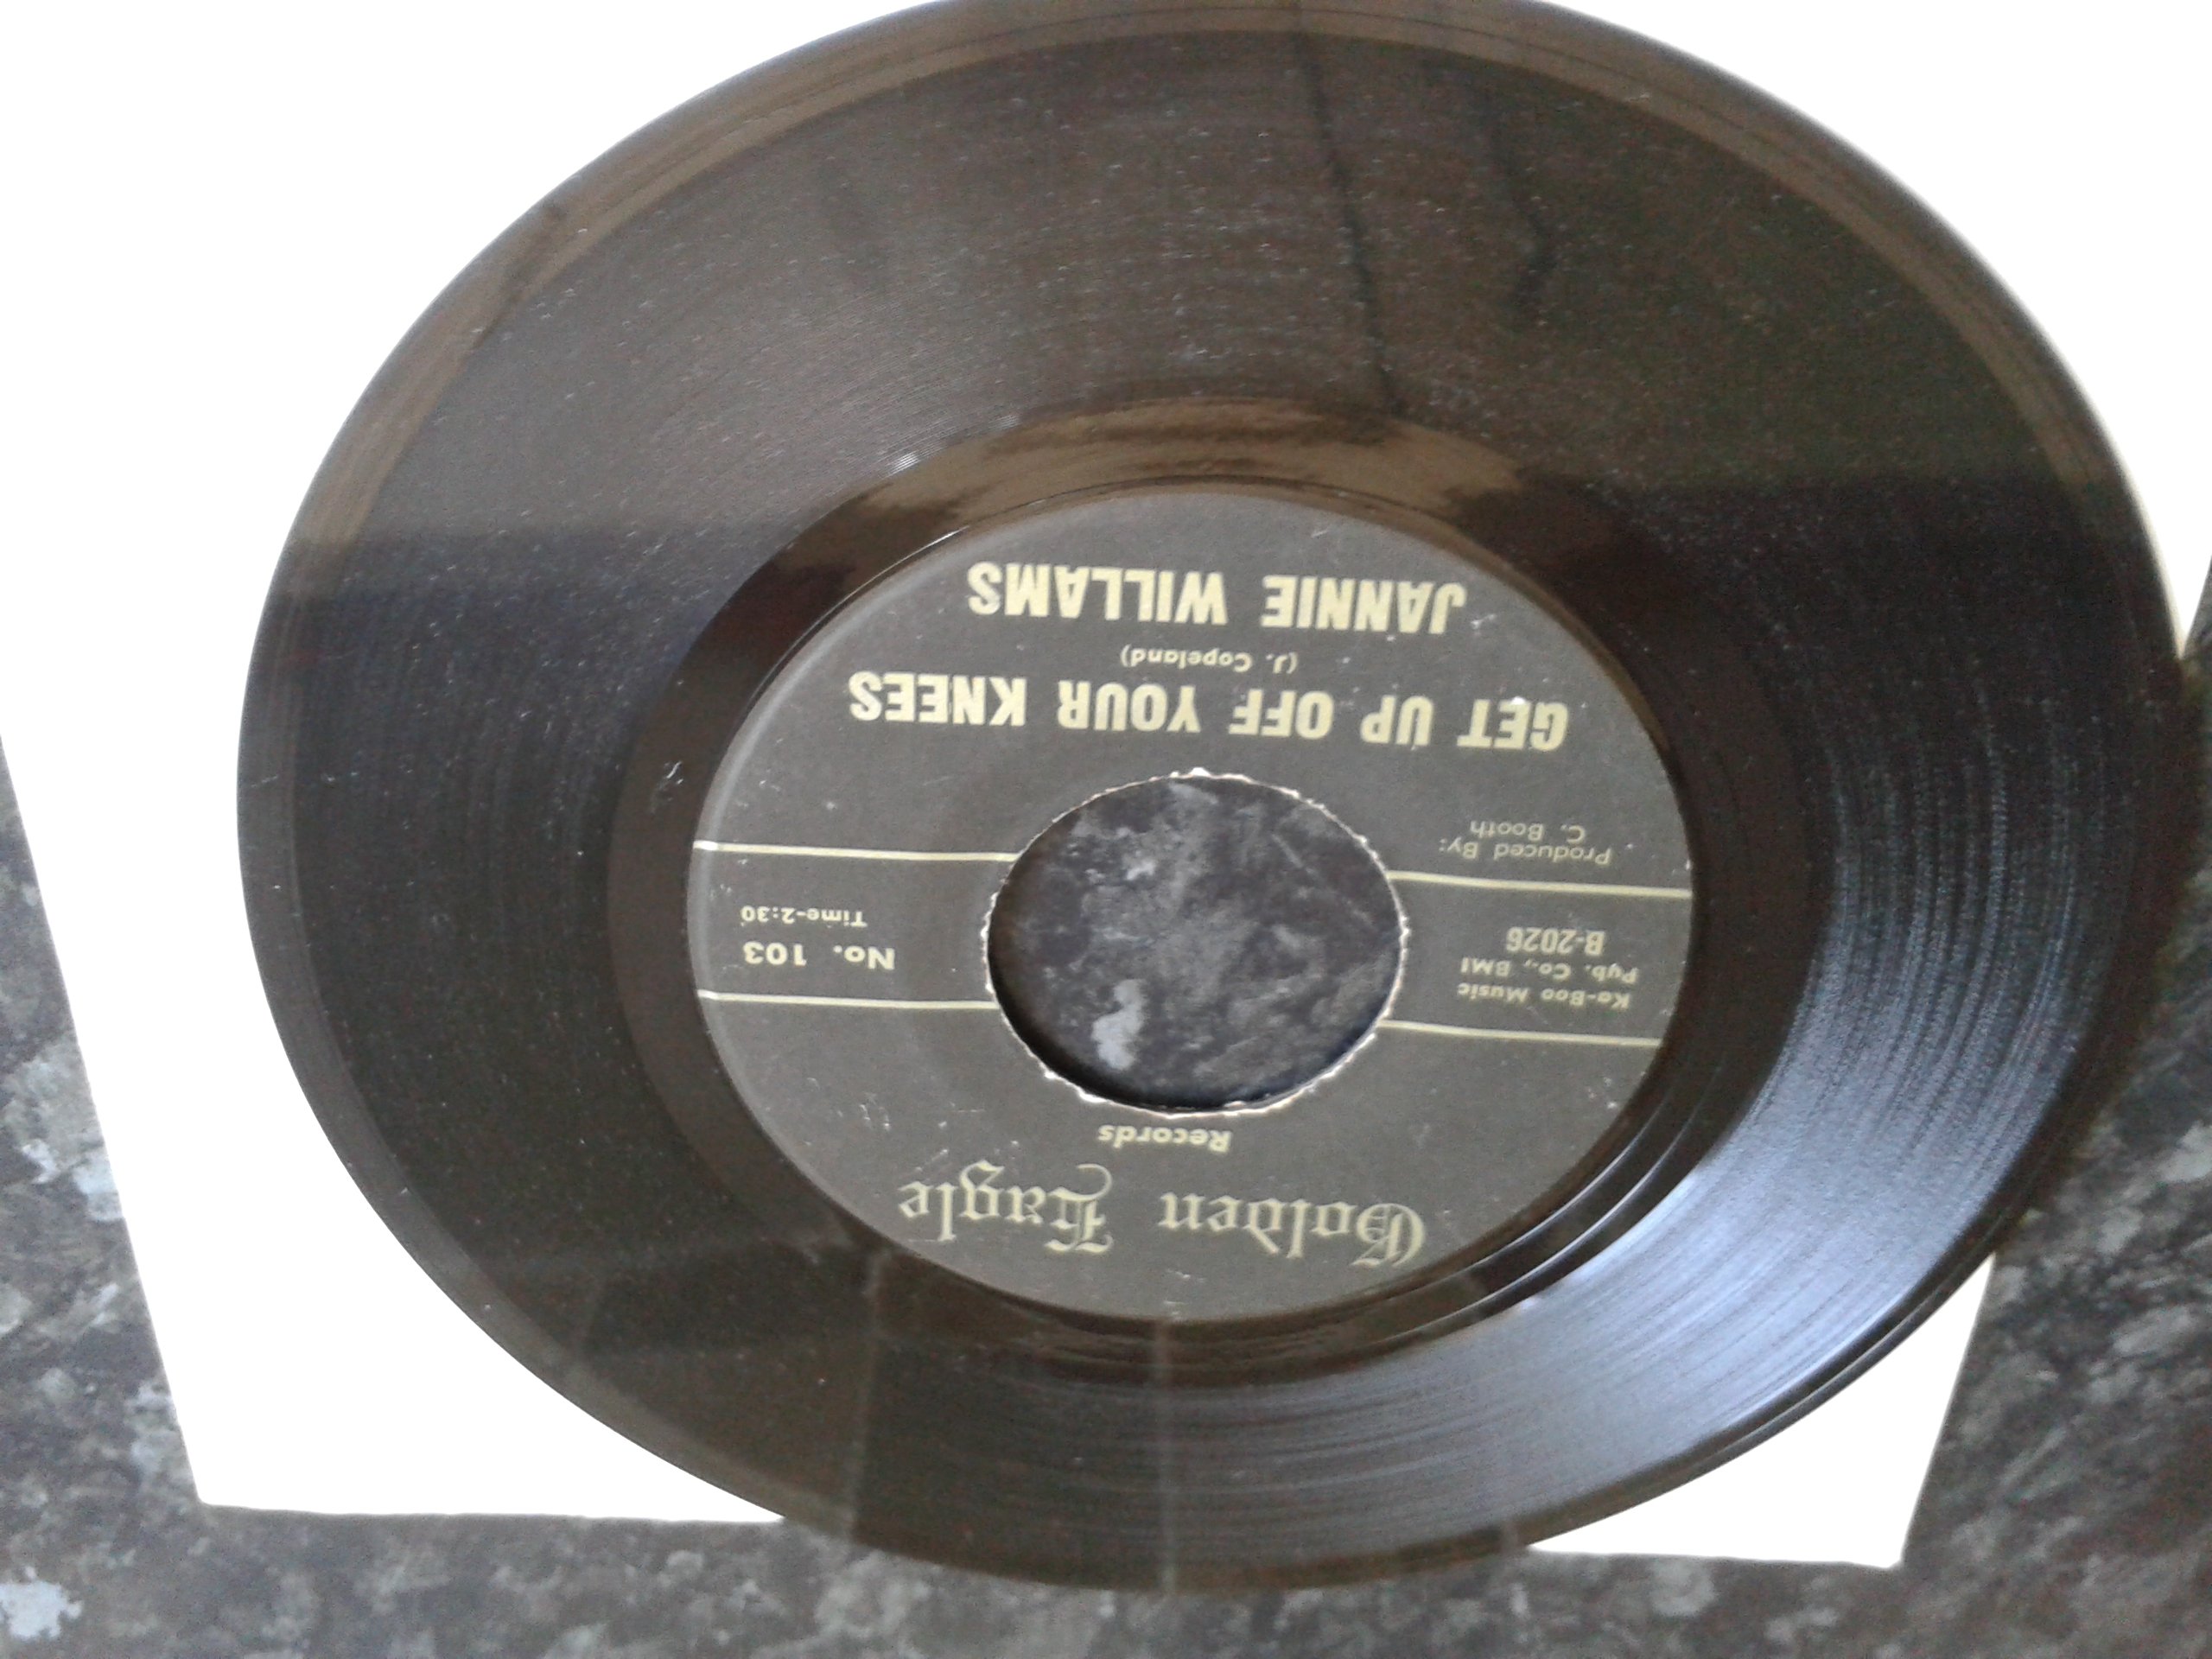 Golden Eagle
Records
Ka-Boo Music
Pub. Co., BMI
B-2026
No. 103
Time-2:30
Produced By:
C. Booth
GET UP OFF YOUR KNEES
(J. Copeland)
JANNIE WILLAMS